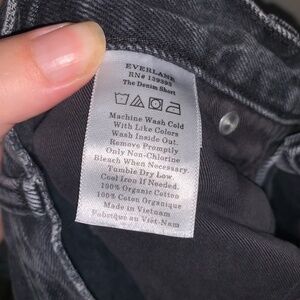 EVERLANE
RN# 139393
The Denim Short
Machine Wash Cold
With Like Colors
Wash Inside Out.
Remove Promptly
Only Non-Chlorine
Bleach When Necessary.
Tumble Dry Low.
Cool Iron If Needed.
100% Organic Cotton
100% Coton Organique
Made in Vietnam
Fabriqué au Viet Nam